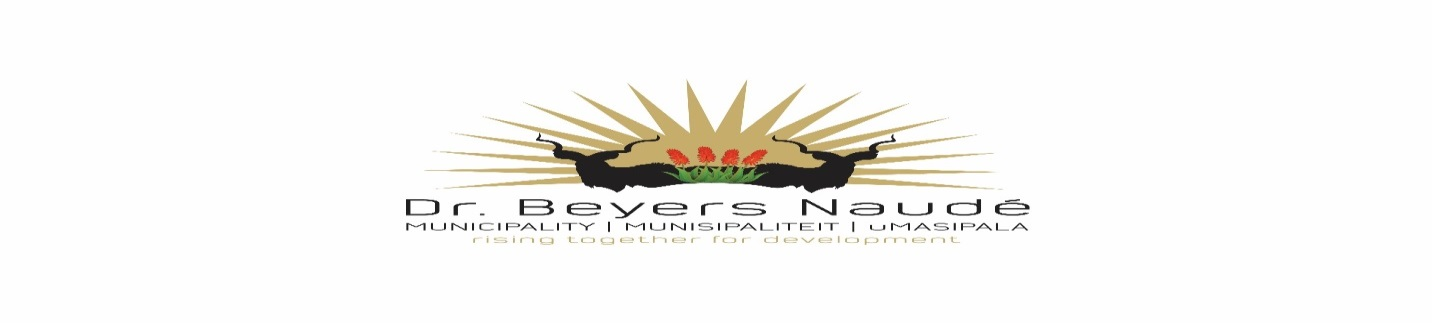 Dr. Beyers Naudé
MUNICIPALITY | MUNISIPALITEIT | uMASIPALA
rising together for development